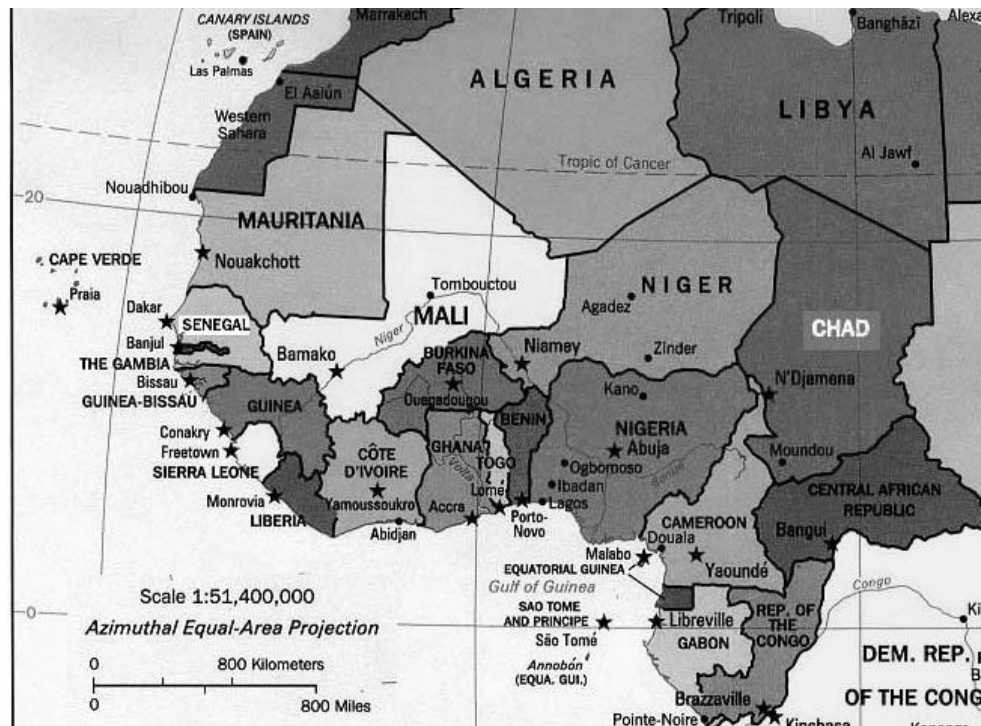 CANARY ISLANDS
(SPAIN)
Las Palmas
Marrakech
Tripoli
Banghāzī
ALGERIA
LIBYA
El Aaiún
Western
Sahara
Al Jawf
Tropic of Cancer
Nouadhibou
20
MAURITANIA
Nouakchott
CAPE VERDE
Praia
Tombouctou
NIGER
Agadez
Dakar
SENEGAL
MALI
CHAD
Niger
Banjul
THE GAMBIA
Bamako
BURKINA
FASO
Niamey
Zinder
N'Djamena
Bissau
GUINEA-BISSAU
Ouagadougou
Kano
GUINEA
BENIN
NIGERIA
Abuja
Conakry
Freetown
SIERRA LEONE
CÔTE
D'IVOIRE
GHANA
Volta
TOGO
Ogbomoso
Benue
Moundou
Ibadan
Lagos
CENTRAL AFRICAN
REPUBLIC
Monrovia
LIBERIA
Yamoussoukro
Accra
Lomé
Porto-
Novo
Abidjan
CAMEROON
Douala
Bangui
Malabo
EQUATORIAL GUINEA
Yaoundé
Gulf of Guinea
Congo
Scale 1:51,400,000
0
SAO TOME
AND PRINCIPE
Libreville
REP. OF
THE
CONGO
Azimuthal Equal-Area Projection
São Tomé
GABON
0
800 Kilometers
Annobón
(EQUA. GUI.)
DEM. REP.
OF THE CONG
0
800 Miles
Brazzaville
Pointe-Noire
Kinshasa